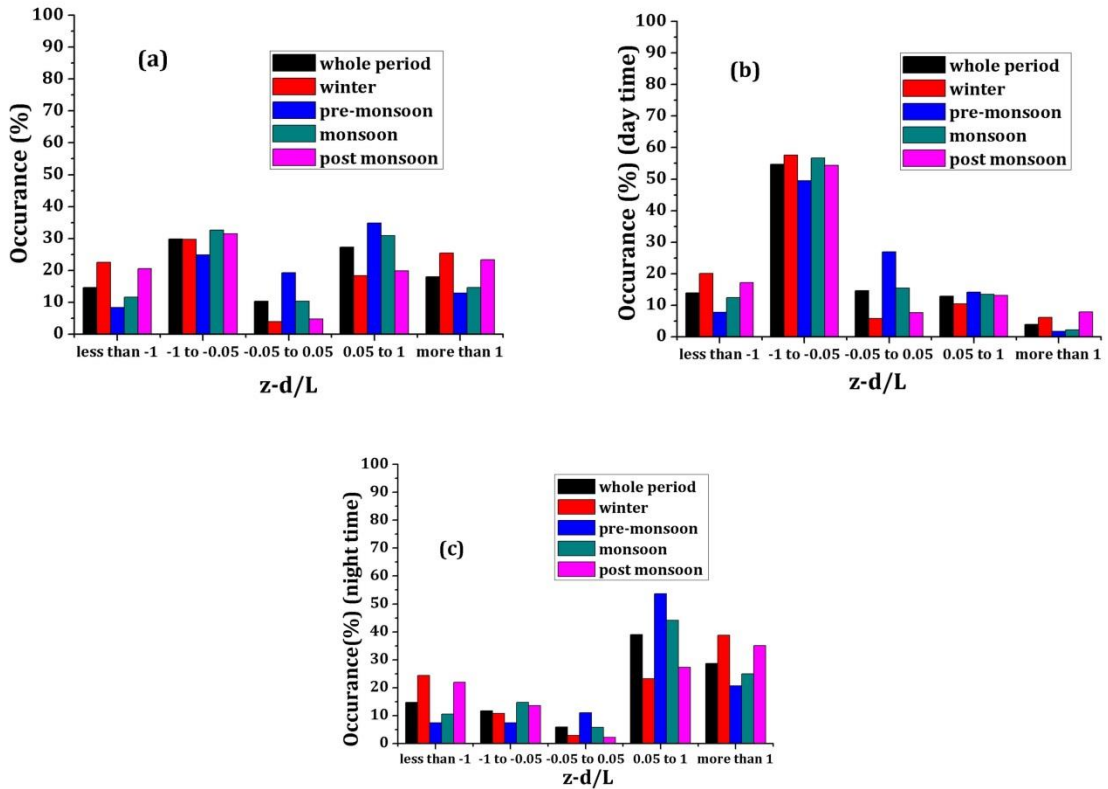 (a)
Occurance (%)
100
90
80
70
60
50
40
30
20
10
0
whole period
winter
pre-monsoon
monsoon
post monsoon
less than -1
-1 to -0.05
-0.05 to 0.05
0.05 to 1
more than 1
z-d/L
(b)
Occurance (%) (day time)
100
90
80
70
60
50
40
30
20
10
0
whole period
winter
pre-monsoon
monsoon
post monsoon
less than -1
-1 to -0.05
-0.05 to 0.05
0.05 to 1
more than 1
z-d/L
(c)
Occurance(%) (night time)
100
90
80
70
60
50
40
30
20
10
0
whole period
winter
pre-monsoon
monsoon
post monsoon
less than -1
-1 to -0.05
-0.05 to 0.05
0.05 to 1
more than 1
z-d/L